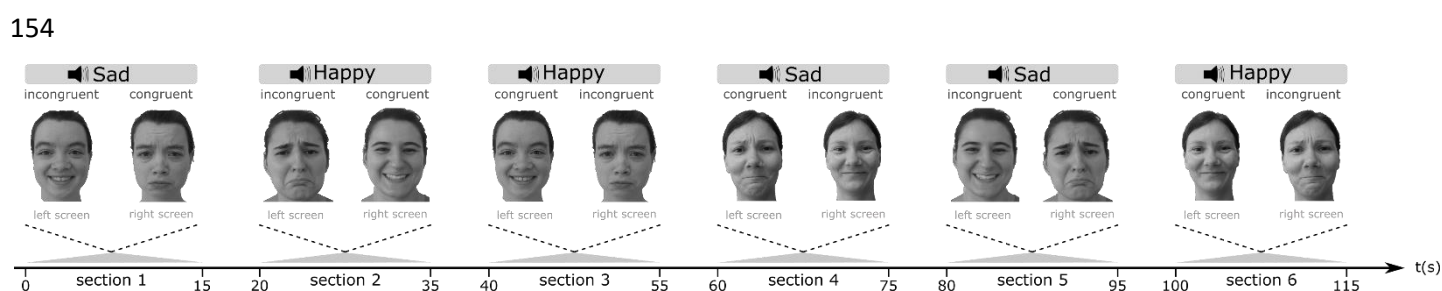 154
Sad Happy Happy Sad Sad Happy
incongruent congruent incongruent congruent congruent incongruent congruent incongruent incongruent congruent congruent incongruent
left screen right screen left screen right screen left screen right screen left screen right screen left screen right screen left screen right screen
t(s)
section 1 section 2 section 3 section 4 section 5 section 6
0 15 20 35 40 55 60 75 80 95 100 115